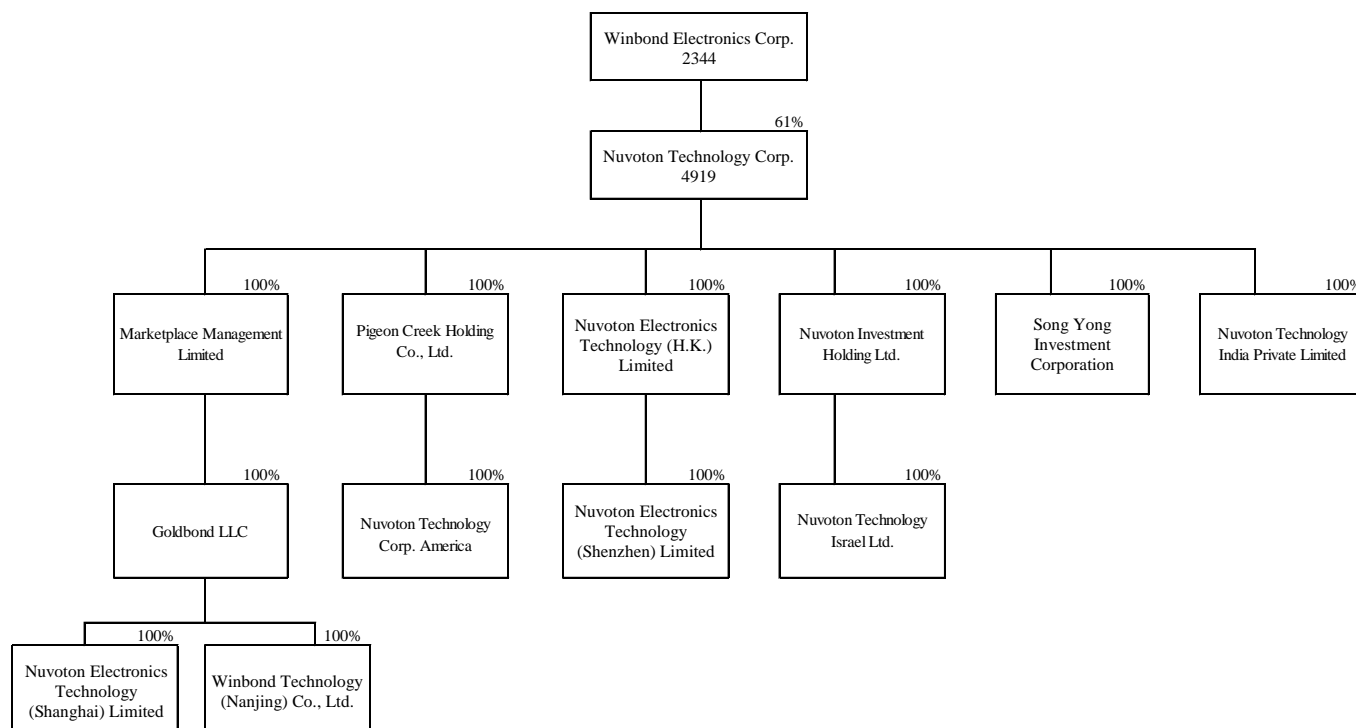 Winbond Electronics Corp.
2344
61%
Nuvoton Technology Corp.
4919
100%
100%
100%
100%
100%
100%
Marketplace Management
Limited
Pigeon Creek Holding
Co., Ltd.
Nuvoton Electronics
Technology (H.K.)
Limited
Nuvoton Investment
Holding Ltd.
Song Yong
Investment
Corporation
Nuvoton Technology
India Private Limited
100%
100%
100%
100%
Goldbond LLC
Nuvoton Technology
Corp. America
Nuvoton Electronics
Technology
(Shenzhen) Limited
Nuvoton Technology
Israel Ltd.
100%
100%
Nuvoton Electronics
Technology
(Shanghai) Limited
Winbond Technology
(Nanjing) Co., Ltd.